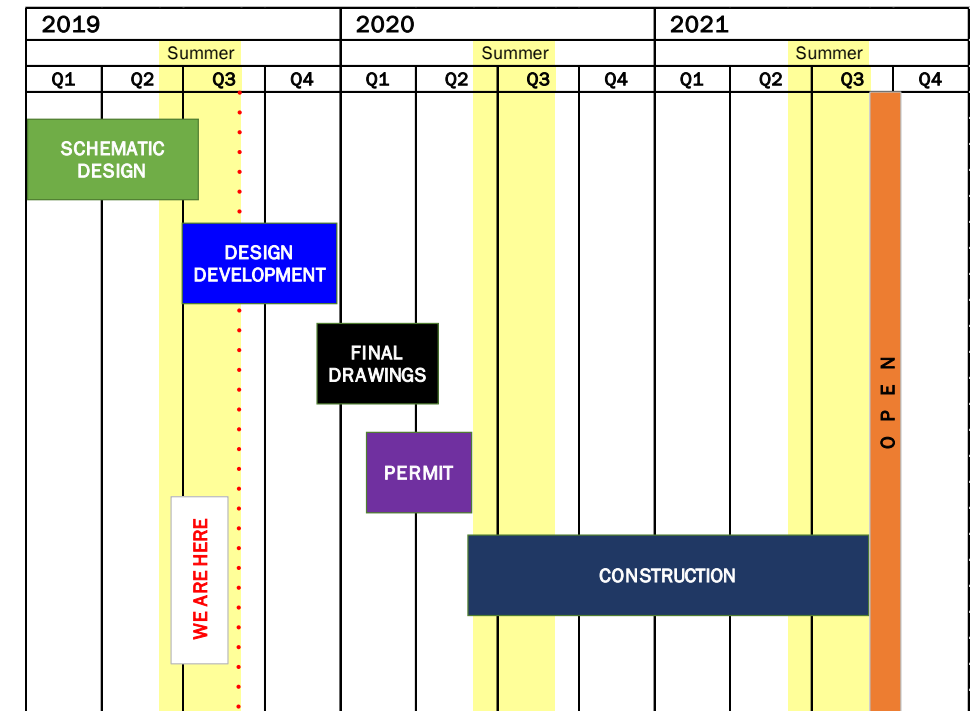 2019 2020 2021
Summer Summer Summer
Q1 Q2 Q3 Q4 Q1 Q2 Q3 Q4 Q1 Q2 Q3 Q4
SCHEMATIC
DESIGN
DESIGN
DEVELOPMENT
FINAL
DRAWINGS
OPEN
PERMIT
WE ARE HERE
CONSTRUCTION